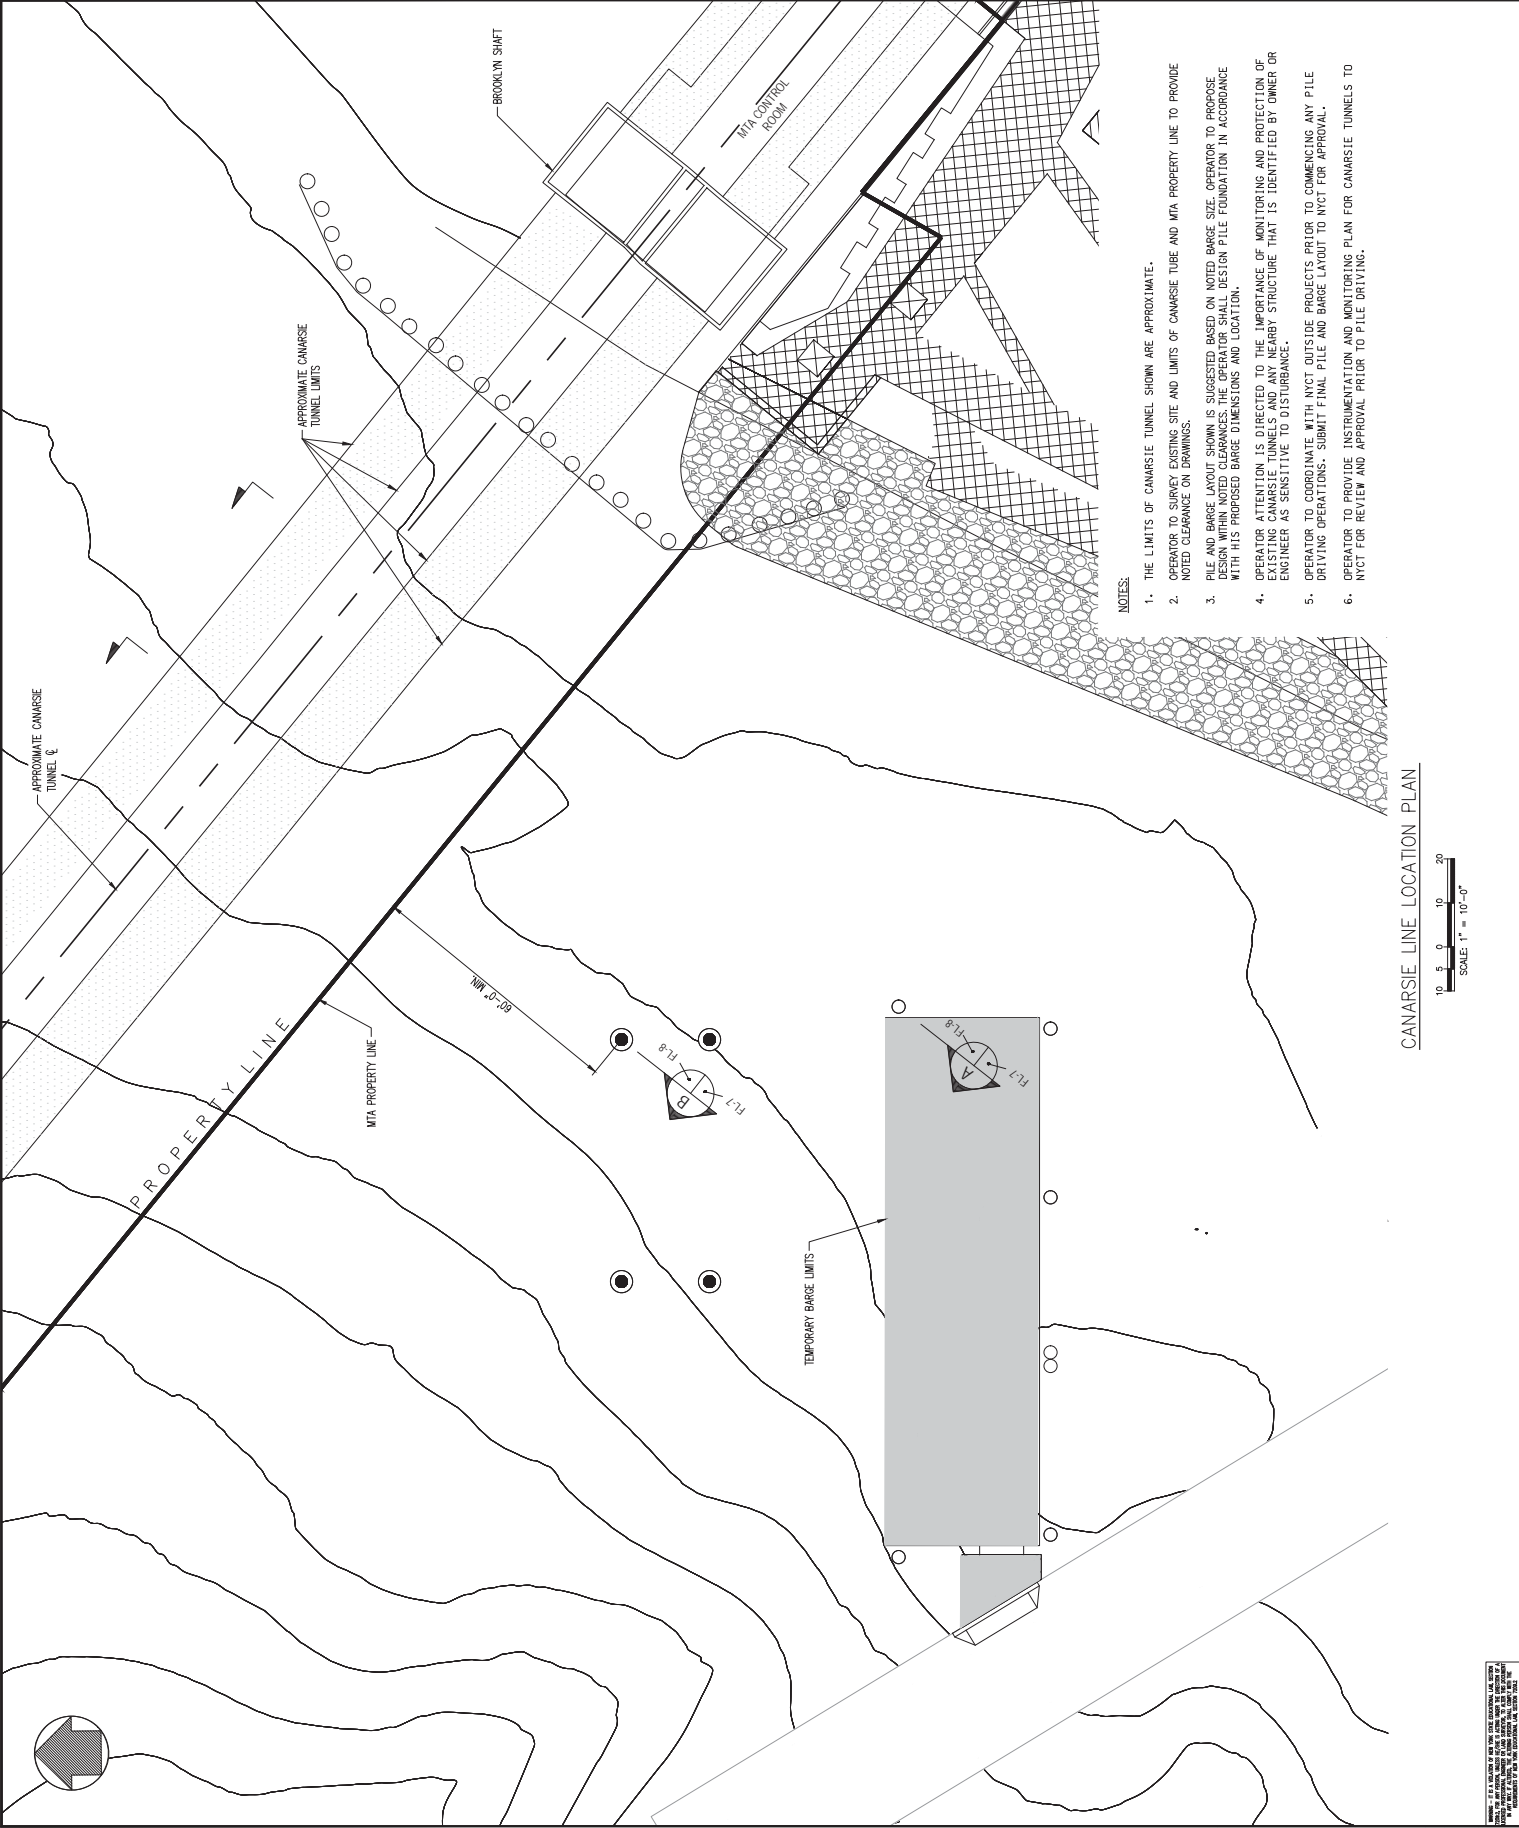 BROOKLYN SHAFT
MTA CONTROL
ROOM
APPROXIMATE CANARSIE
TUNNEL LIMITS
APPROXIMATE CANARSIE
TUNNEL ℄
PROPERTY LINE
MTA PROPERTY LINE
60'-0" MIN.
B
FL-8
FL-7
A
FL-8
FL-7
TEMPORARY BARGE LIMITS
NOTES:
1. THE LIMITS OF CANARSIE TUNNEL SHOWN ARE APPROXIMATE.
2. OPERATOR TO SURVEY EXISTING SITE AND LIMITS OF CANARSIE TUBE AND MTA PROPERTY LINE TO PROVIDE
NOTED CLEARANCE ON DRAWINGS.
3. PILE AND BARGE LAYOUT SHOWN IS SUGGESTED BASED ON NOTED BARGE SIZE. OPERATOR TO PROPOSE
DESIGN WITHIN NOTED CLEARANCES. THE OPERATOR SHALL DESIGN PILE FOUNDATION IN ACCORDANCE
WITH HIS PROPOSED BARGE DIMENSIONS AND LOCATION.
4. OPERATOR ATTENTION IS DIRECTED TO THE IMPORTANCE OF MONITORING AND PROTECTION OF
EXISTING CANARSIE TUNNELS AND ANY NEARBY STRUCTURE THAT IS IDENTIFIED BY OWNER OR
ENGINEER AS SENSITIVE TO DISTURBANCE.
5. OPERATOR TO COORDINATE WITH NYCT OUTSIDE PROJECTS PRIOR TO COMMENCING ANY PILE
DRIVING OPERATIONS. SUBMIT FINAL PILE AND BARGE LAYOUT TO NYCT FOR APPROVAL.
6. OPERATOR TO PROVIDE INSTRUMENTATION AND MONITORING PLAN FOR CANARSIE TUNNELS TO
NYCT FOR REVIEW AND APPROVAL PRIOR TO PILE DRIVING.
CANARSIE LINE LOCATION PLAN
10 5 0 10 20
SCALE: 1" = 10'-0"